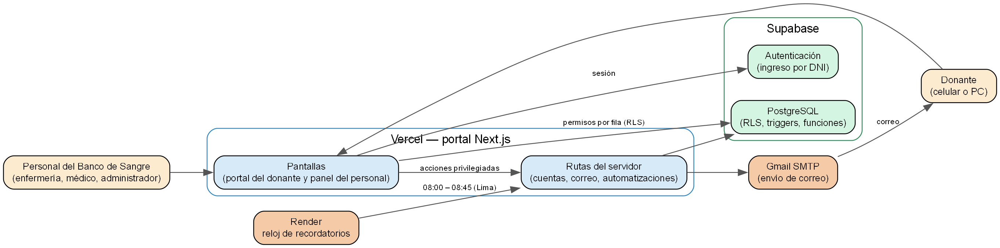 Supabase
Autenticación
(ingreso por DNI)
sesión
Donante
(celular o PC)
PostgreSQL
(RLS, triggers, funciones)
permisos por fila (RLS)
correo
Vercel — portal Next.js
Personal del Banco de Sangre
(enfermería, médico, administrador)
Pantallas
(portal del donante y panel del personal)
acciones privilegiadas
Rutas del servidor
(cuentas, correo, automatizaciones)
Gmail SMTP
(envío de correo)
08:00 – 08:45 (Lima)
Render
reloj de recordatorios